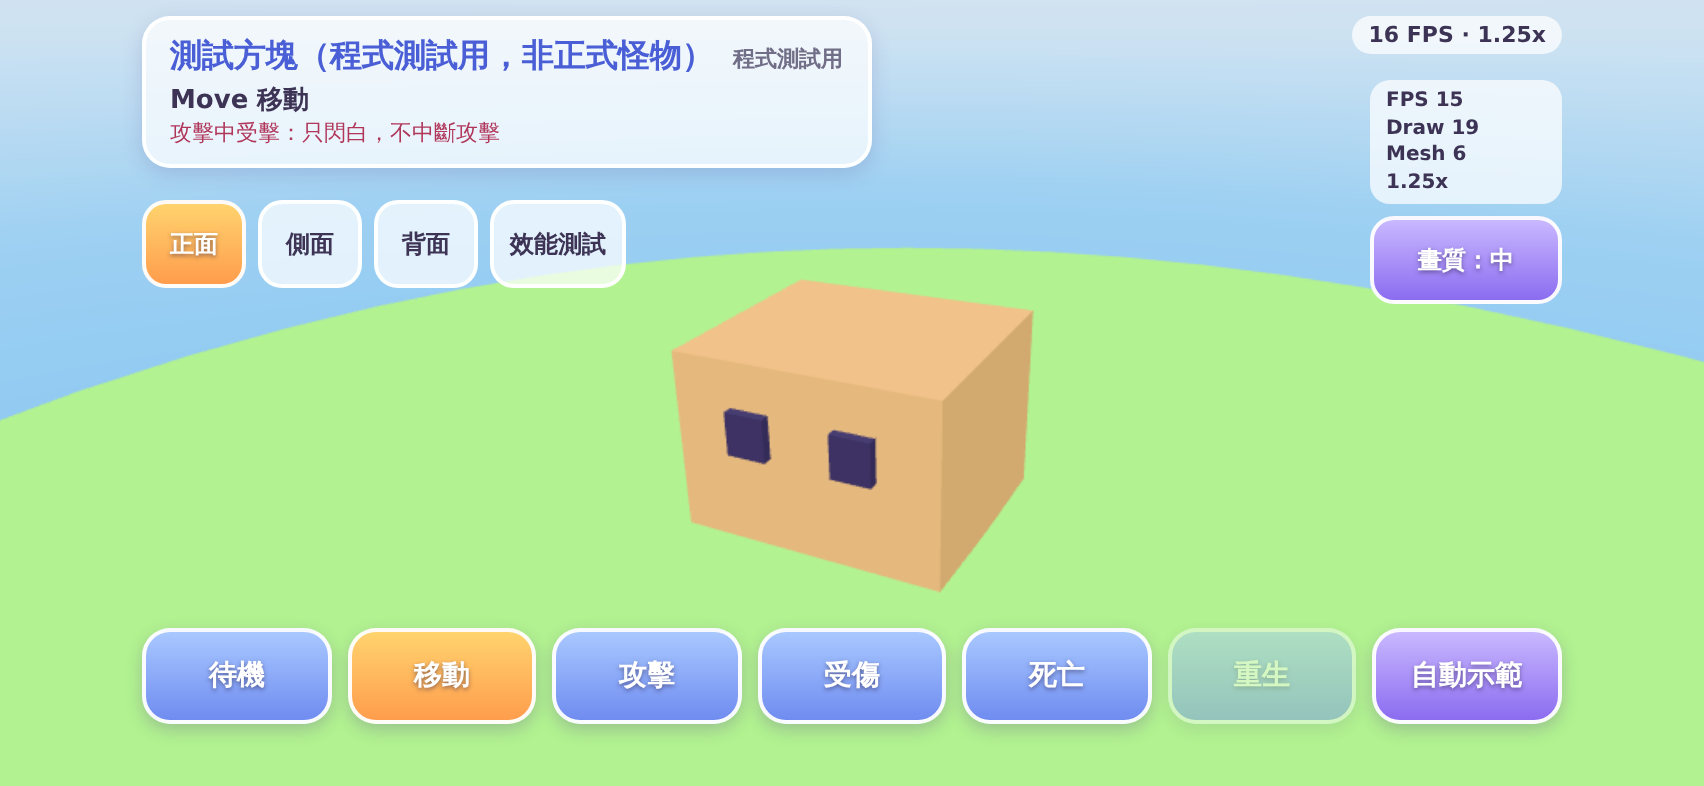 測試方塊（程式測試用，非正式怪物） 程式測試用
Move 移動
攻擊中受擊：只閃白，不中斷攻擊
16 FPS · 1.25x
FPS 15
Draw 19
Mesh 6
1.25x
正面
側面
背面
效能測試
畫質：中
待機
移動
攻擊
受傷
死亡
重生
自動示範